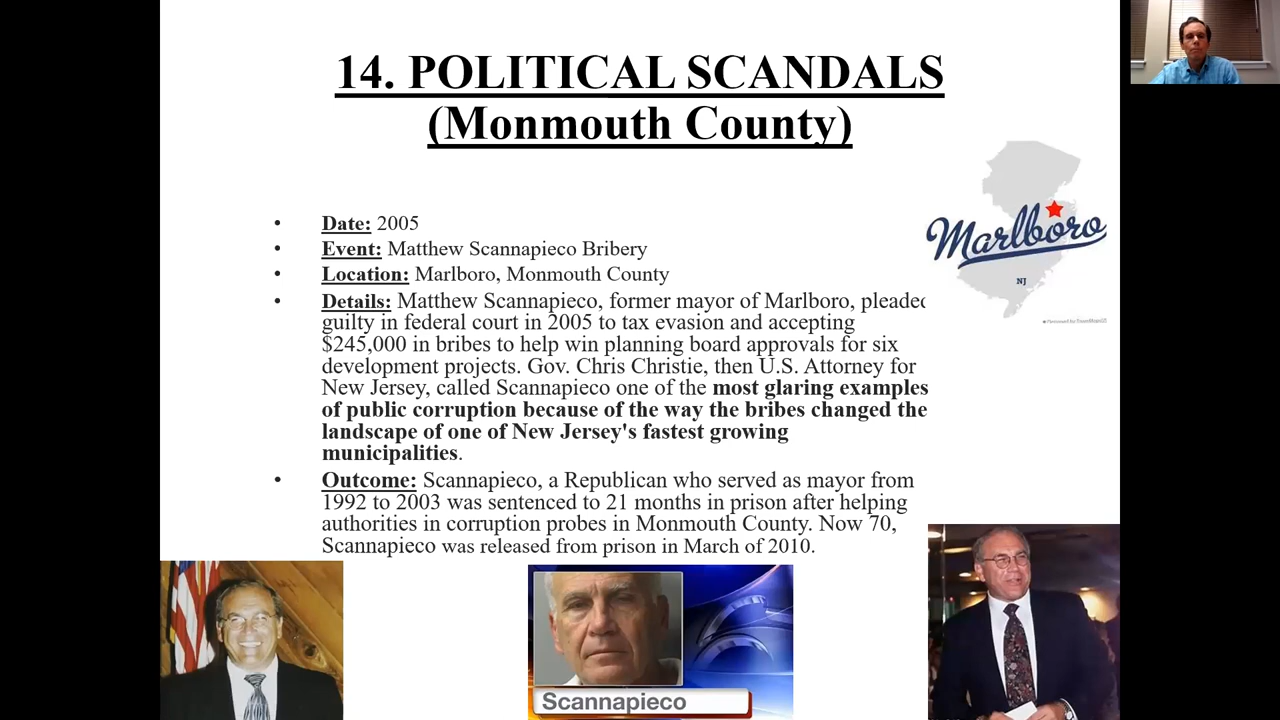 14. POLITICAL SCANDALS
(Monmouth County)
Marlboro
NJ
• Date: 2005
• Event: Matthew Scannapieco Bribery
• Location: Marlboro, Monmouth County
• Details: Matthew Scannapieco, former mayor of Marlboro, pleaded
guilty in federal court in 2005 to tax evasion and accepting
$245,000 in bribes to help win planning board approvals for six
development projects. Gov. Chris Christie, then U.S. Attorney for
New Jersey, called Scannapieco one of the most glaring examples
of public corruption because of the way the bribes changed the
landscape of one of New Jersey's fastest growing
municipalities.
• Outcome: Scannapieco, a Republican who served as mayor from
1992 to 2003 was sentenced to 21 months in prison after helping
authorities in corruption probes in Monmouth County. Now 70,
Scannapieco was released from prison in March of 2010.
Scannapieco